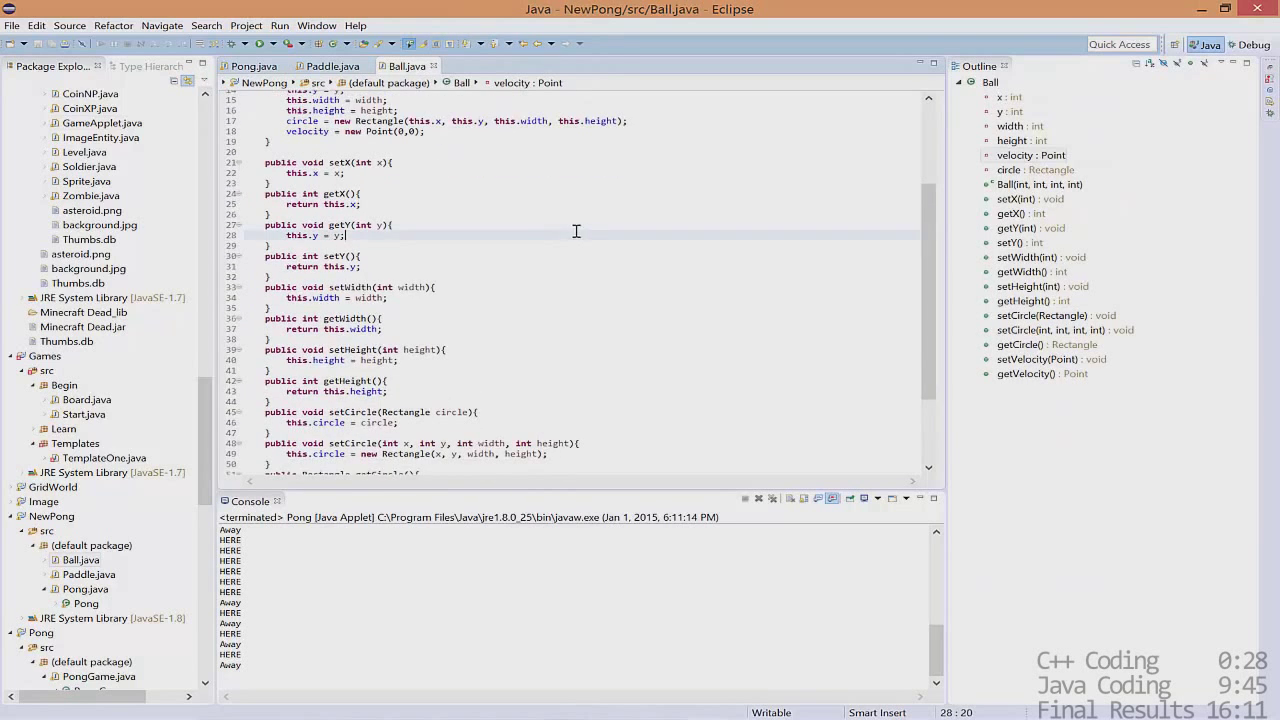 Java - NewPong/src/Ball.java - Eclipse
File Edit Source Refactor Navigate Search Project Run Window Help
Quick Access Java Debug
Package Explo... Type Hierarch
CoinNP.java
CoinXP.java
GameApplet.java
ImageEntity.java
Level.java
Soldier.java
Sprite.java
Zombie.java
asteroid.png
background.jpg
Thumbs.db
asteroid.png
background.jpg
Thumbs.db
JRE System Library [JavaSE-1.7]
Minecraft Dead_lib
Minecraft Dead.jar
Thumbs.db
Games
src
Begin
Board.java
Start.java
Learn
Templates
TemplateOne.java
JRE System Library [JavaSE-1.7]
GridWorld
Image
NewPong
src
(default package)
Ball.java
Paddle.java
Pong.java
Pong
JRE System Library [JavaSE-1.8]
Pong
src
(default package)
PongGame.java
Pong.java Paddle.java Ball.java
NewPong src (default package) Ball velocity : Point
14 this.y = y;
15 this.width = width;
16 this.height = height;
17 circle = new Rectangle(this.x, this.y, this.width, this.height);
18 velocity = new Point(0,0);
19 }
20
21 public void setX(int x){
22 this.x = x;
23 }
24 public int getX(){
25 return this.x;
26 }
27 public void getY(int y){
28 this.y = y;
29 }
30 public int setY(){
31 return this.y;
32 }
33 public void setWidth(int width){
34 this.width = width;
35 }
36 public int getWidth(){
37 return this.width;
38 }
39 public void setHeight(int height){
40 this.height = height;
41 }
42 public int getHeight(){
43 return this.height;
44 }
45 public void setCircle(Rectangle circle){
46 this.circle = circle;
47 }
48 public void setCircle(int x, int y, int width, int height){
49 this.circle = new Rectangle(x, y, width, height);
50 }
51 public Rectangle getCircle(){
Console
<terminated> Pong [Java Applet] C:\Program Files\Java\jre1.8.0_25\bin\javaw.exe (Jan 1, 2015, 6:11:14 PM)
Away
HERE
HERE
HERE
HERE
HERE
HERE
Away
HERE
Away
HERE
Away
HERE
Away
Outline
Ball
x : int
y : int
width : int
height : int
velocity : Point
circle : Rectangle
Ball(int, int, int, int)
setX(int) : void
getX() : int
getY(int) : void
setY() : int
setWidth(int) : void
getWidth() : int
setHeight(int) : void
getHeight() : int
setCircle(Rectangle) : void
setCircle(int, int, int, int) : void
getCircle() : Rectangle
setVelocity(Point) : void
getVelocity() : Point
C++ Coding 0:28
Java Coding 9:45
Final Results 16:11
Writable Smart Insert 28 : 20